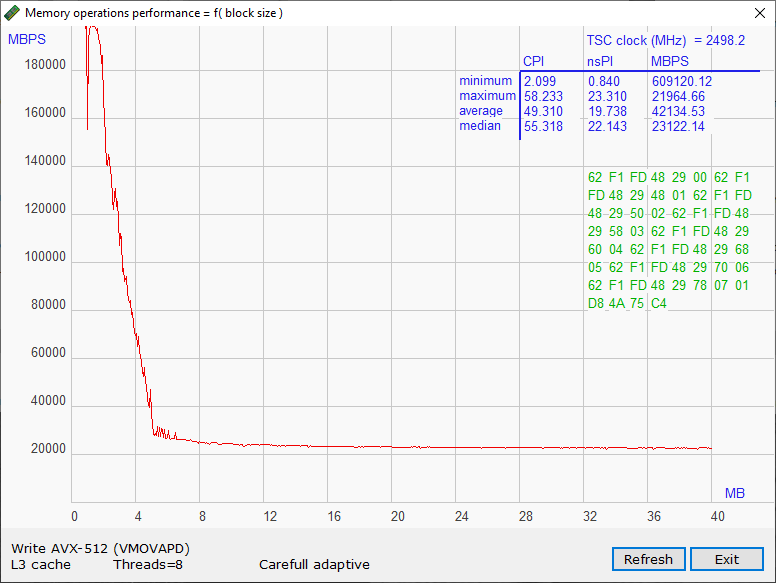 Memory operations performance = f( block size )
MBPS
TSC clock (MHz) = 2498.2
CPI nsPI MBPS
minimum 2.099 0.840 609120.12
maximum 58.233 23.310 21964.66
average 49.310 19.738 42134.53
median 55.318 22.143 23122.14
180000
160000
140000
120000
100000
80000
60000
40000
20000
62 F1 FD 48 29 00 62 F1
FD 48 29 48 01 62 F1 FD
48 29 50 02 62 F1 FD 48
29 58 03 62 F1 FD 48 29
60 04 62 F1 FD 48 29 68
05 62 F1 FD 48 29 70 06
62 F1 FD 48 29 78 07 01
D8 4A 75 C4
MB
0 4 8 12 16 20 24 28 32 36 40
Write AVX-512 (VMOVAPD)
L3 cache Threads=8 Carefull adaptive
Refresh Exit